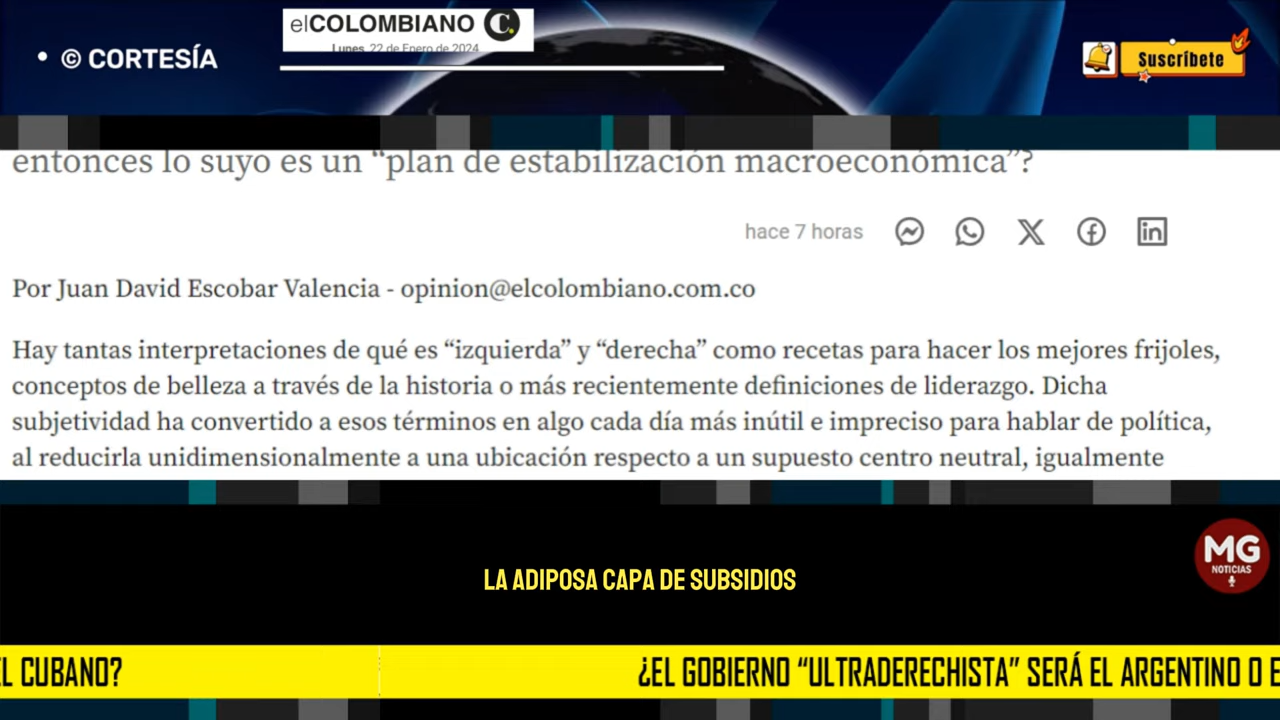 elCOLOMBIANO C.
Lunes, 22 de Enero de 2024
• © CORTESÍA
Suscríbete
entonces lo suyo es un “plan de estabilización macroeconómica”?
hace 7 horas
Por Juan David Escobar Valencia - opinion@elcolombiano.com.co
Hay tantas interpretaciones de qué es “izquierda” y “derecha” como recetas para hacer los mejores frijoles,
conceptos de belleza a través de la historia o más recientemente definiciones de liderazgo. Dicha
subjetividad ha convertido a esos términos en algo cada día más inútil e impreciso para hablar de política,
al reducirla unidimensionalmente a una ubicación respecto a un supuesto centro neutral, igualmente
MG
NOTICIAS
LA ADIPOSA CAPA DE SUBSIDIOS
L CUBANO?
¿EL GOBIERNO “ULTRADERECHISTA” SERÁ EL ARGENTINO O E